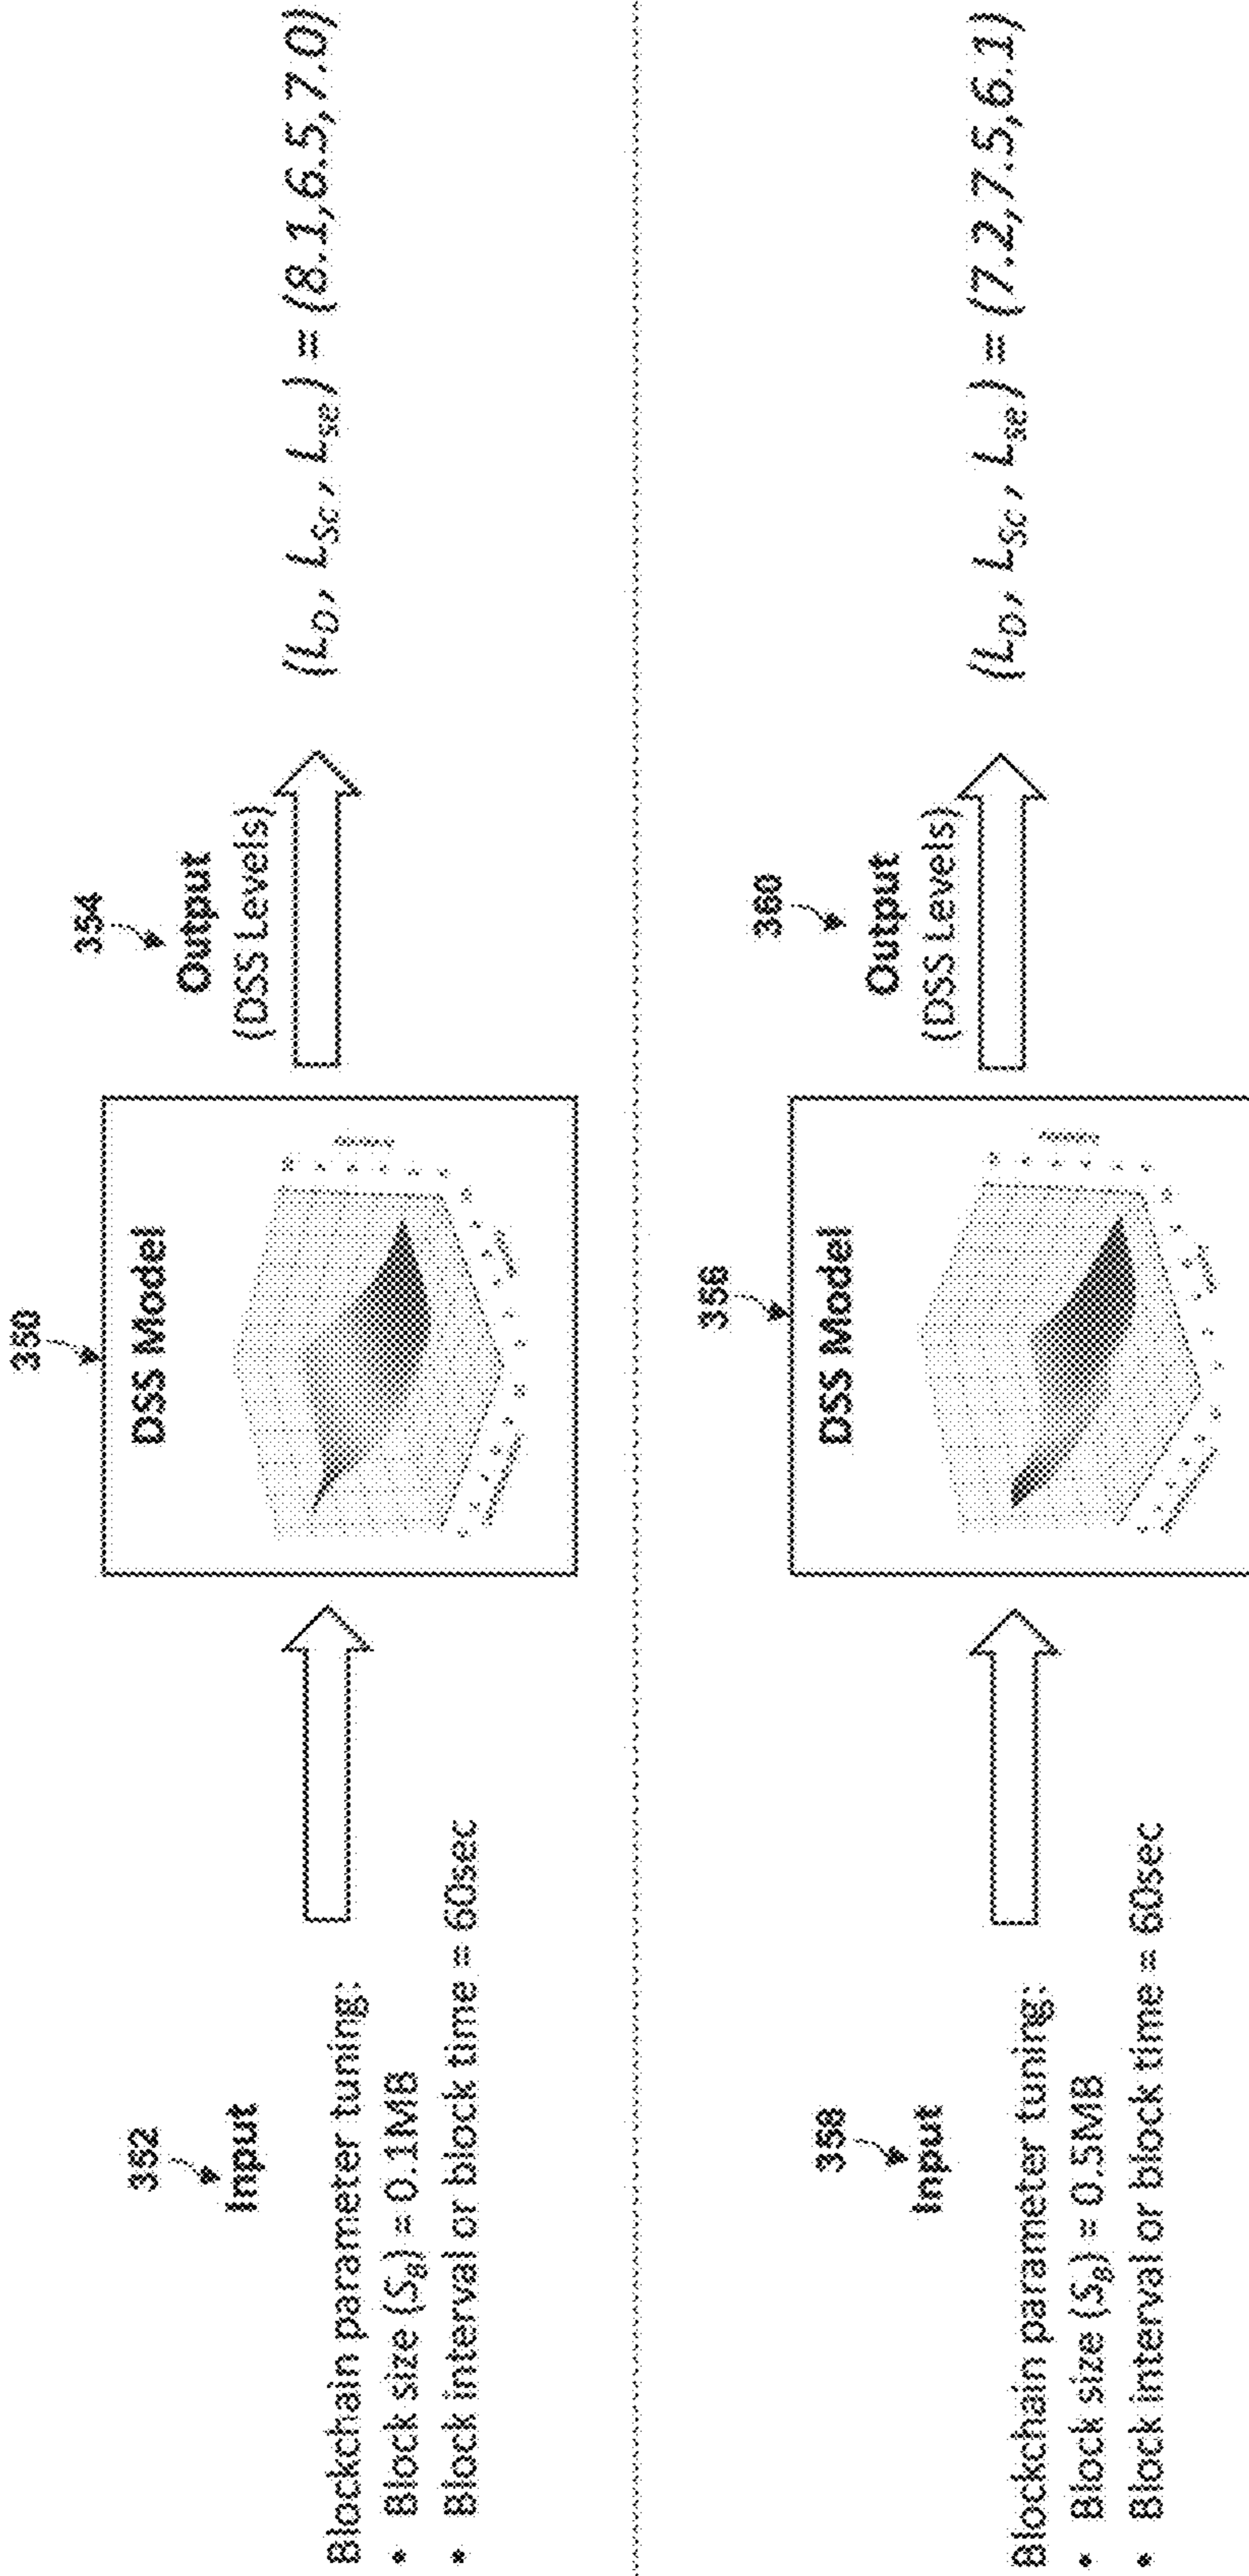 350
352
354
Input
DSS Model
Output
(DSS Levels)
Blockchain parameter tuning:
• Block size (S_B) = 0.1MB
• Block interval or block time = 60sec
(L_D, L_Sc, L_se) = (8.1,6.5,7.0)
356
358
360
Input
DSS Model
Output
(DSS Levels)
Blockchain parameter tuning:
• Block size (S_B) = 0.5MB
• Block interval or block time = 60sec
(L_D, L_Sc, L_se) = (7.2,7.5,6.1)